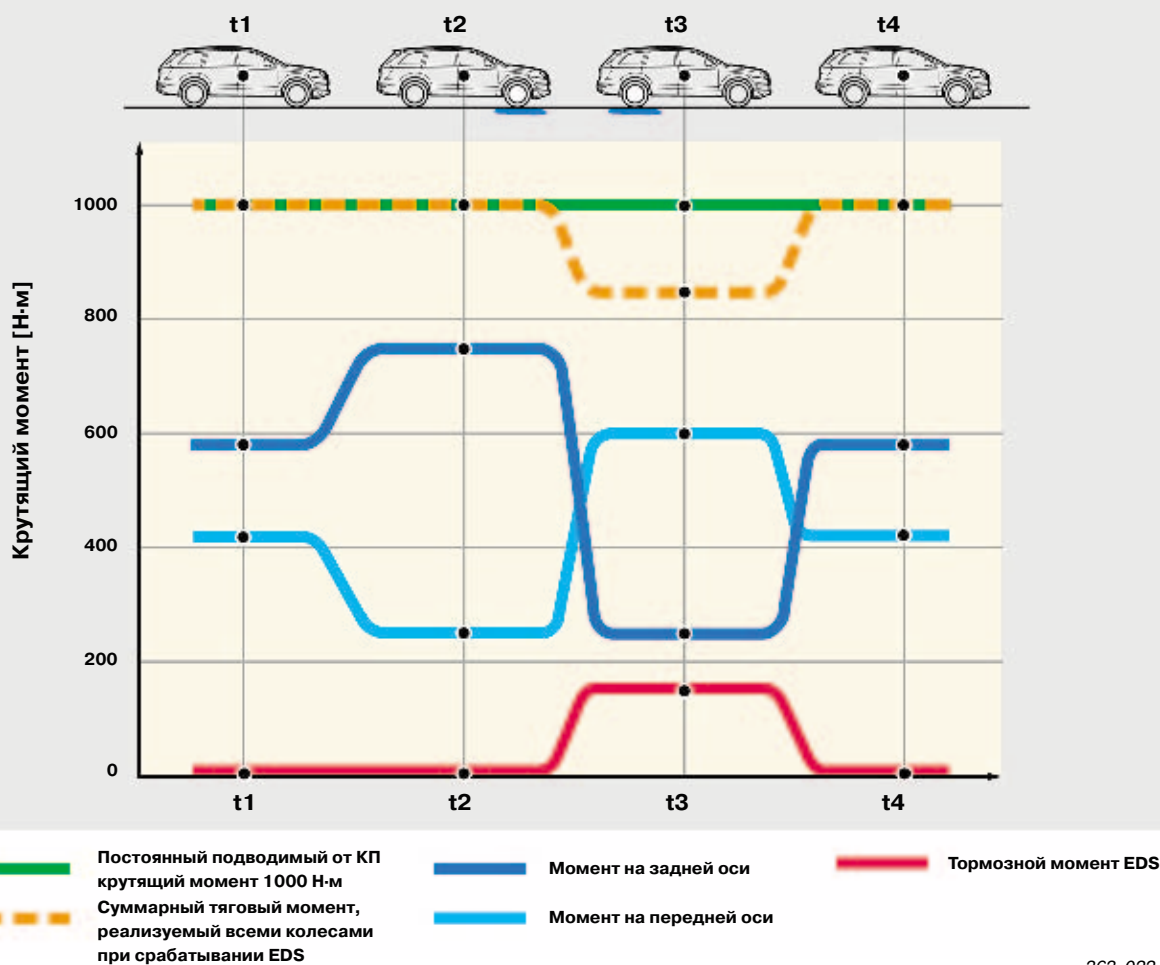 t1 t2 t3 t4
Крутящий момент [Н·м]
1000
800
600
400
200
0
t1 t2 t3 t4
Постоянный подводимый от КП
крутящий момент 1000 Н·м
Суммарный тяговый момент,
реализуемый всеми колесами
при срабатывании EDS
Момент на задней оси
Момент на передней оси
Тормозной момент EDS